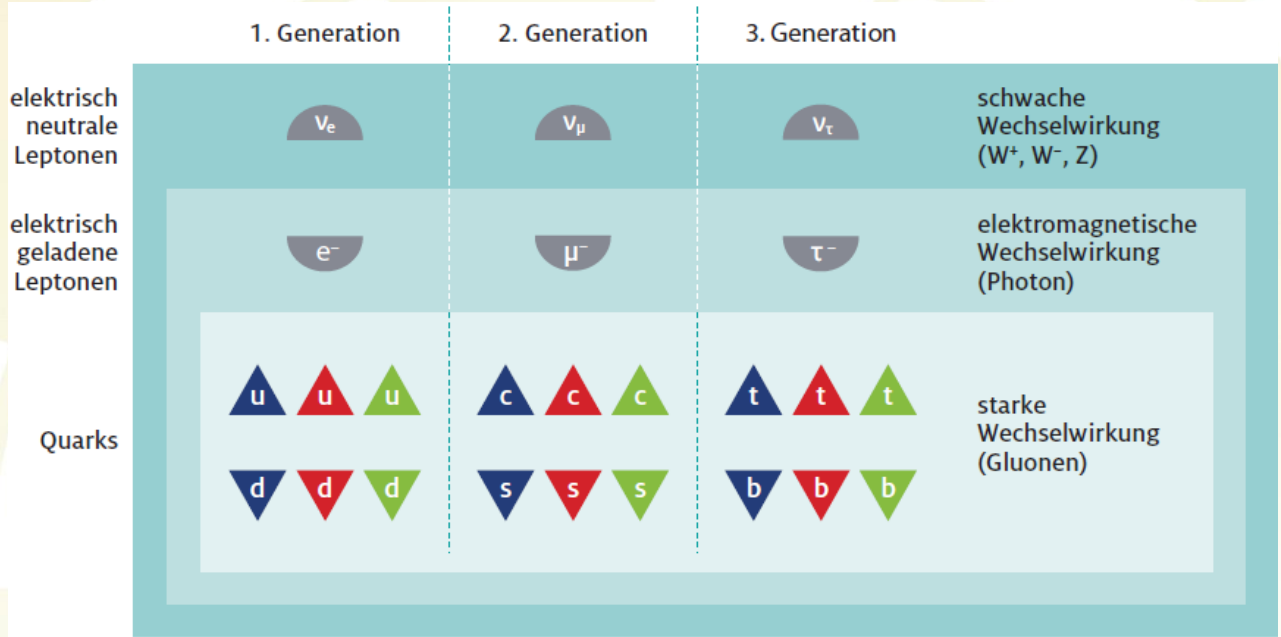 1. Generation
2. Generation
3. Generation
elektrisch
neutrale
Leptonen
νe
νμ
ντ
schwache
Wechselwirkung
(W⁺, W⁻, Z)
elektrisch
geladene
Leptonen
e⁻
μ⁻
τ⁻
elektromagnetische
Wechselwirkung
(Photon)
Quarks
u u u
c c c
t t t
d d d
s s s
b b b
starke
Wechselwirkung
(Gluonen)